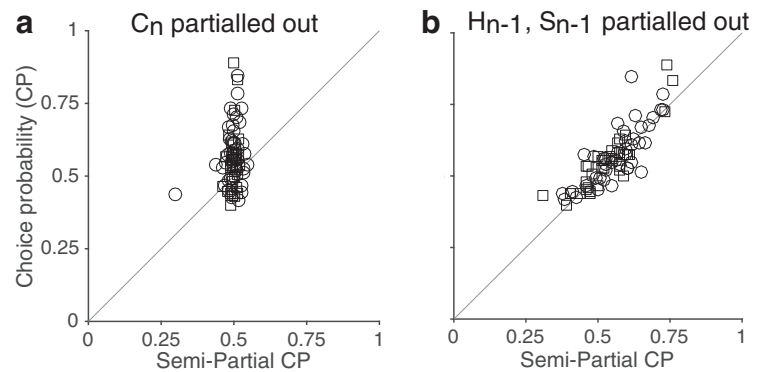 a
Cn partialled out
Choice probability (CP)
1
0.75
0.5
0.25
0
0 0.25 0.5 0.75 1
Semi-Partial CP
b
Hn-1, Sn-1 partialled out
0 0.25 0.5 0.75 1
Semi-Partial CP